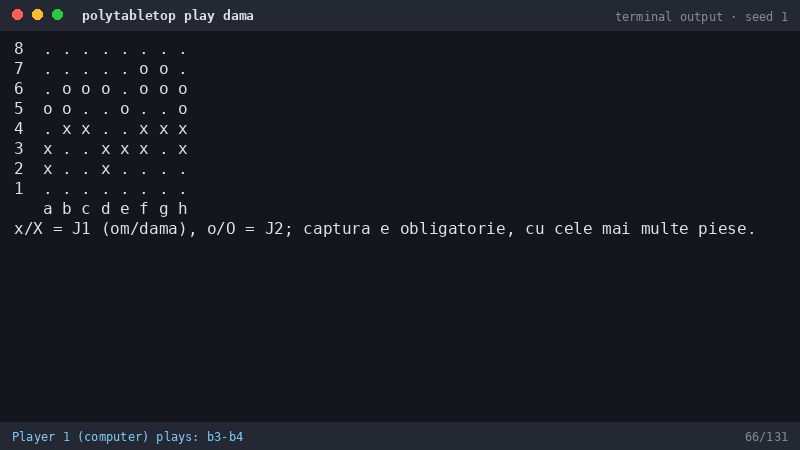 polytabletop play dama
terminal output · seed 1
8 . . . . . . . .
7 . . . . . o o .
6 . o o o . o o o
5 o o . . o . . o
4 . x x . . x x x
3 x . . x x x . x
2 x . . x . . . .
1 . . . . . . . .
a b c d e f g h
x/X = J1 (om/dama), o/O = J2; captura e obligatorie, cu cele mai multe piese.
Player 1 (computer) plays: b3-b4
66/131